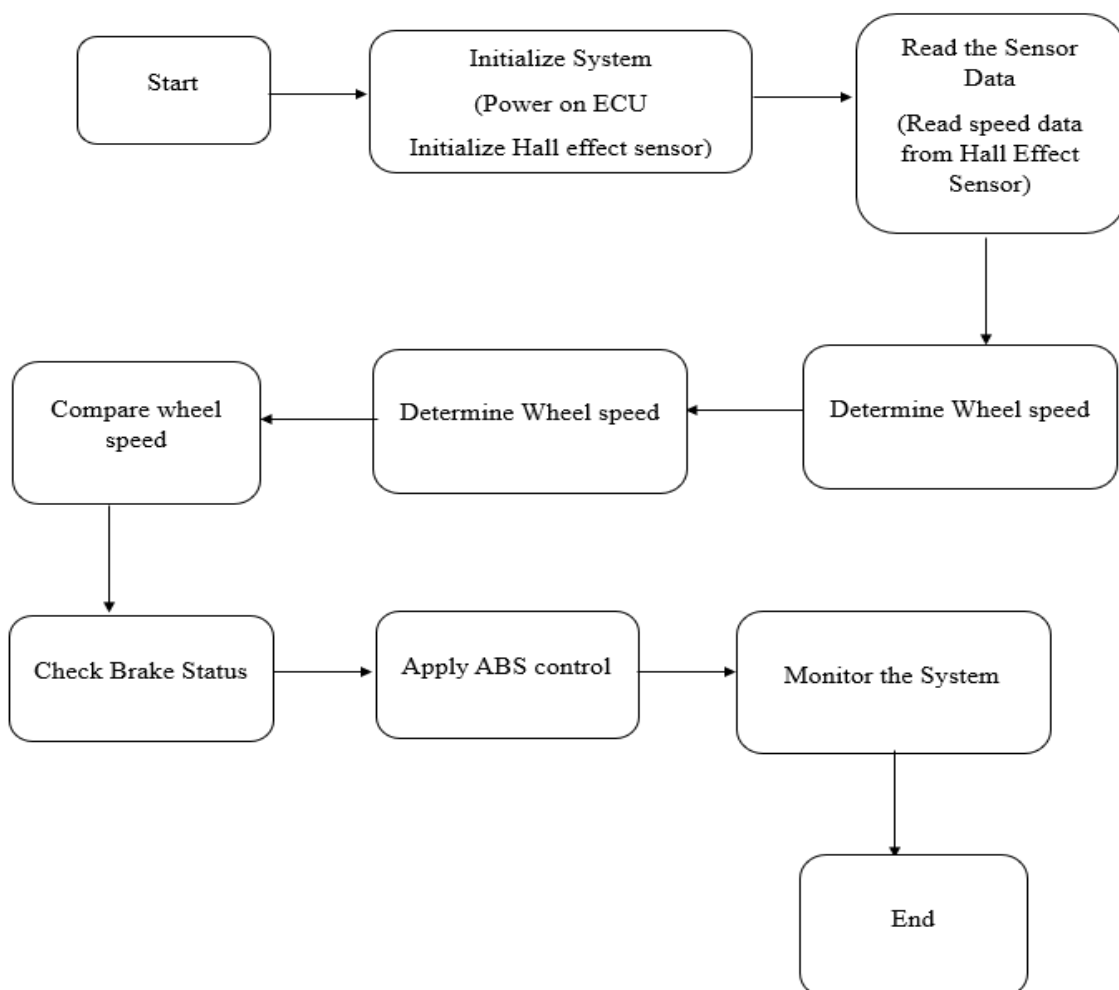 Start
Initialize System
(Power on ECU
Initialize Hall effect sensor)
Read the Sensor
Data
(Read speed data
from Hall Effect
Sensor)
Determine Wheel speed
Determine Wheel speed
Compare wheel
speed
Check Brake Status
Apply ABS control
Monitor the System
End